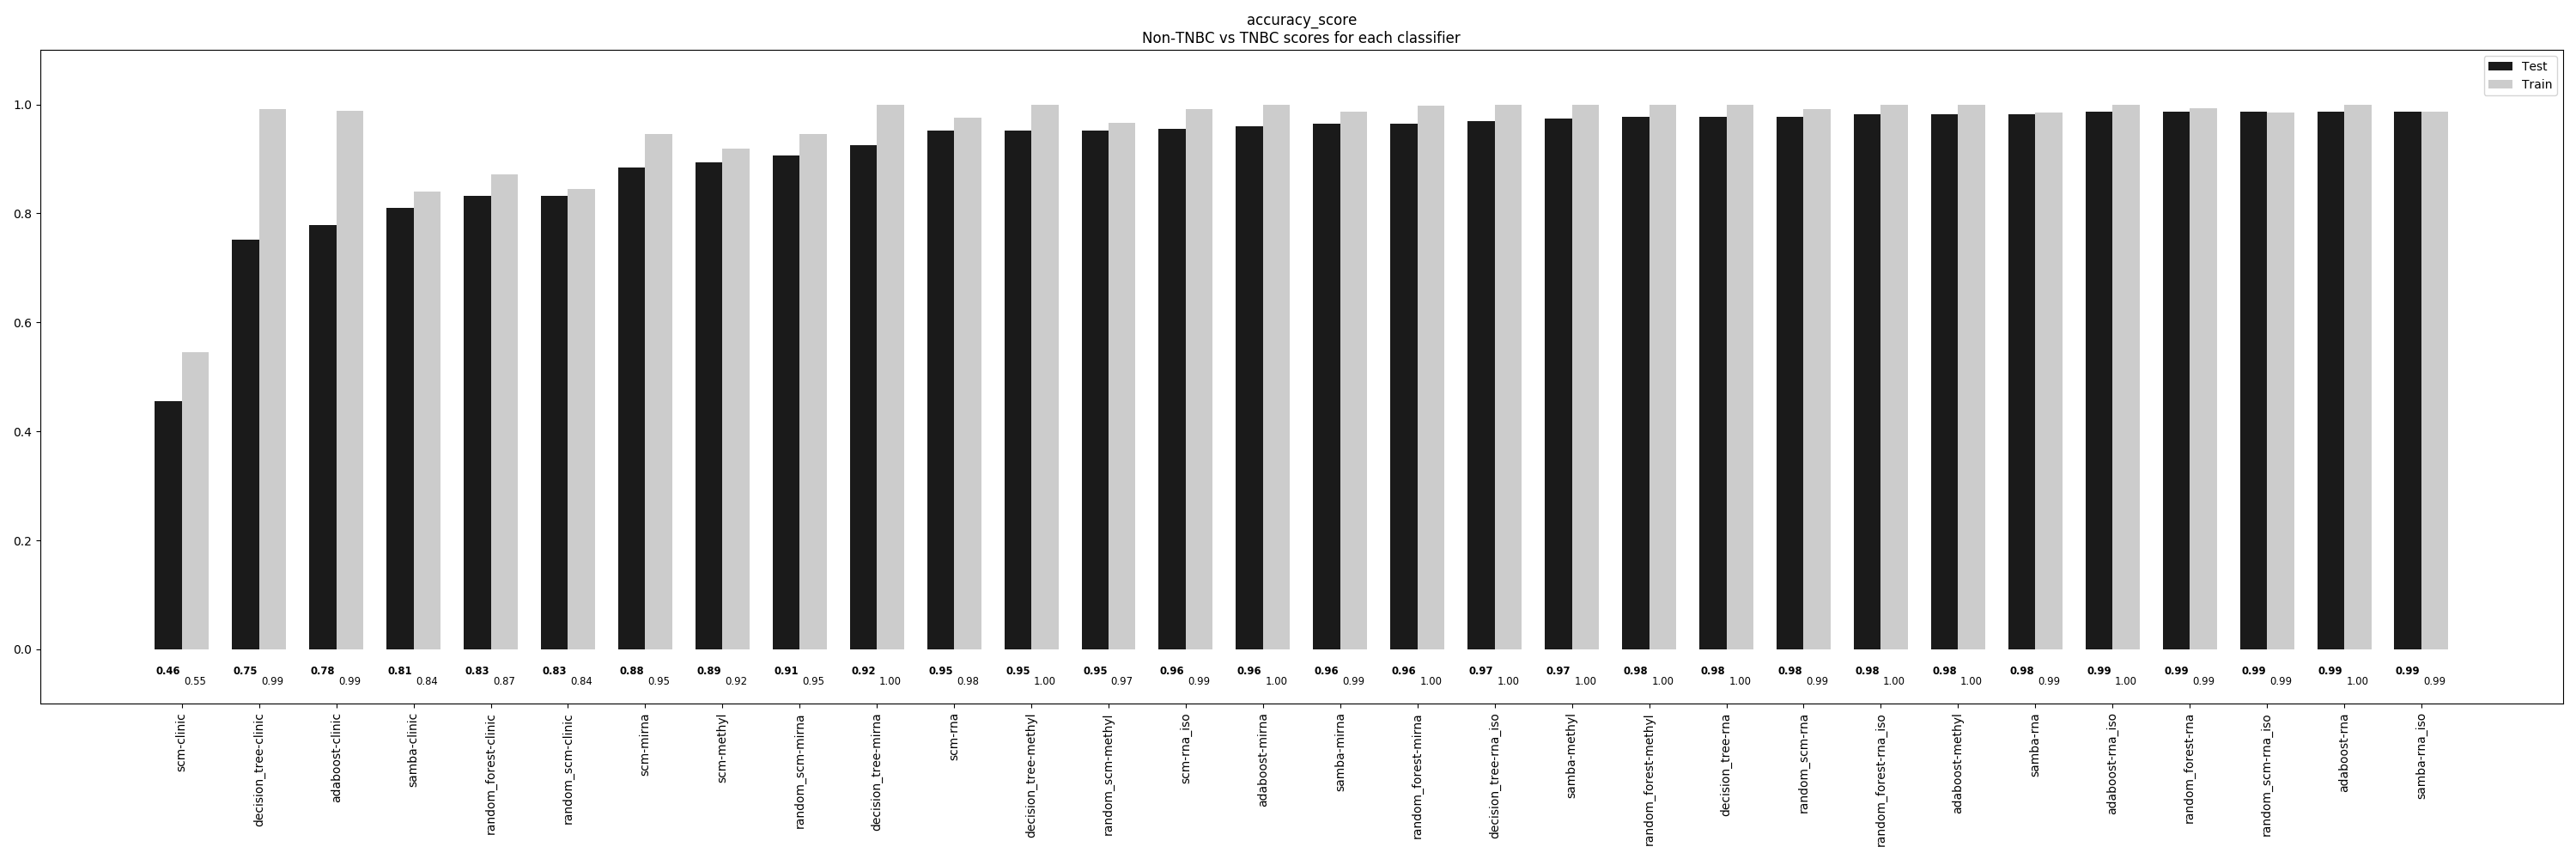 accuracy_score
Non-TNBC vs TNBC scores for each classifier
Test
Train
1.0
0.8
0.6
0.4
0.2
0.0
0.46 0.75 0.78 0.81 0.83 0.83 0.88 0.89 0.91 0.92 0.95 0.95 0.95 0.96 0.96 0.96 0.96 0.97 0.97 0.98 0.98 0.98 0.98 0.98 0.98 0.99 0.99 0.99 0.99 0.99
0.55 0.99 0.99 0.84 0.87 0.84 0.95 0.92 0.95 1.00 0.98 1.00 0.97 0.99 1.00 0.99 1.00 1.00 1.00 1.00 1.00 0.99 1.00 1.00 0.99 1.00 0.99 0.99 1.00 0.99
scm-clinic
decision_tree-clinic
adaboost-clinic
samba-clinic
random_forest-clinic
random_scm-clinic
scm-mirna
scm-methyl
random_scm-mirna
decision_tree-mirna
scm-rna
decision_tree-methyl
random_scm-methyl
scm-rna_iso
adaboost-mirna
samba-mirna
random_forest-mirna
decision_tree-rna_iso
samba-methyl
random_forest-methyl
decision_tree-rna
random_scm-rna
random_forest-rna_iso
adaboost-methyl
samba-rna
adaboost-rna_iso
random_forest-rna
random_scm-rna_iso
adaboost-rna
samba-rna_iso